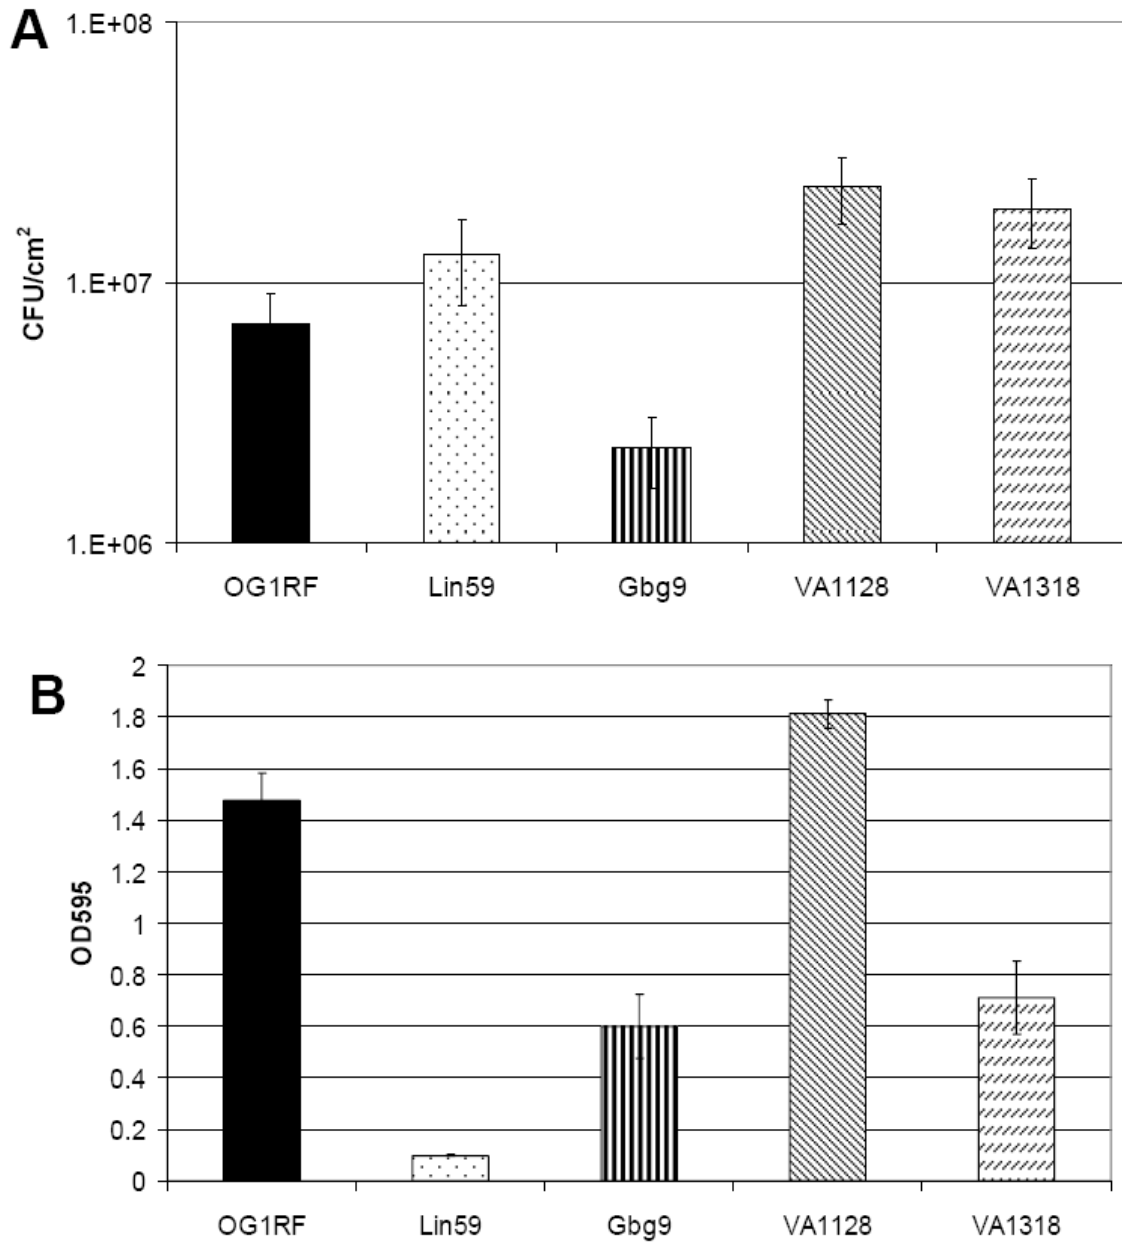 A
1.E+08
CFU/cm²
1.E+07
1.E+06
OG1RF Lin59 Gbg9 VA1128 VA1318
B
2
1.8
1.6
1.4
1.2
OD595
1
0.8
0.6
0.4
0.2
0
OG1RF Lin59 Gbg9 VA1128 VA1318